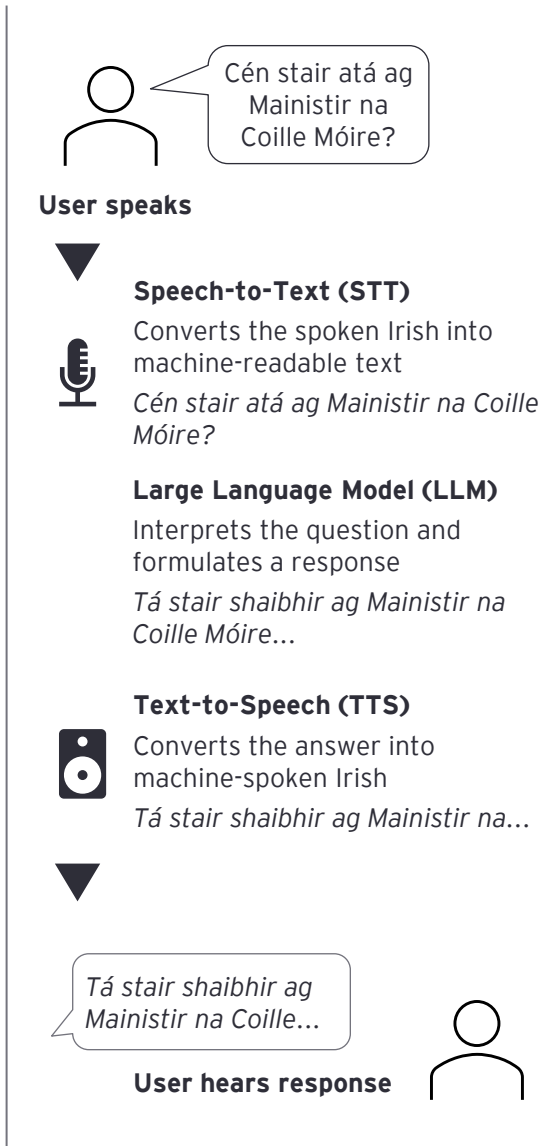 Cén stair atá ag
Mainistir na
Coille Móire?
User speaks
Speech-to-Text (STT)
Converts the spoken Irish into
machine-readable text
Cén stair atá ag Mainistir na Coille
Móire?
Large Language Model (LLM)
Interprets the question and
formulates a response
Tá stair shaibhir ag Mainistir na
Coille Móire...
Text-to-Speech (TTS)
Converts the answer into
machine-spoken Irish
Tá stair shaibhir ag Mainistir na...
Tá stair shaibhir ag
Mainistir na Coille...
User hears response